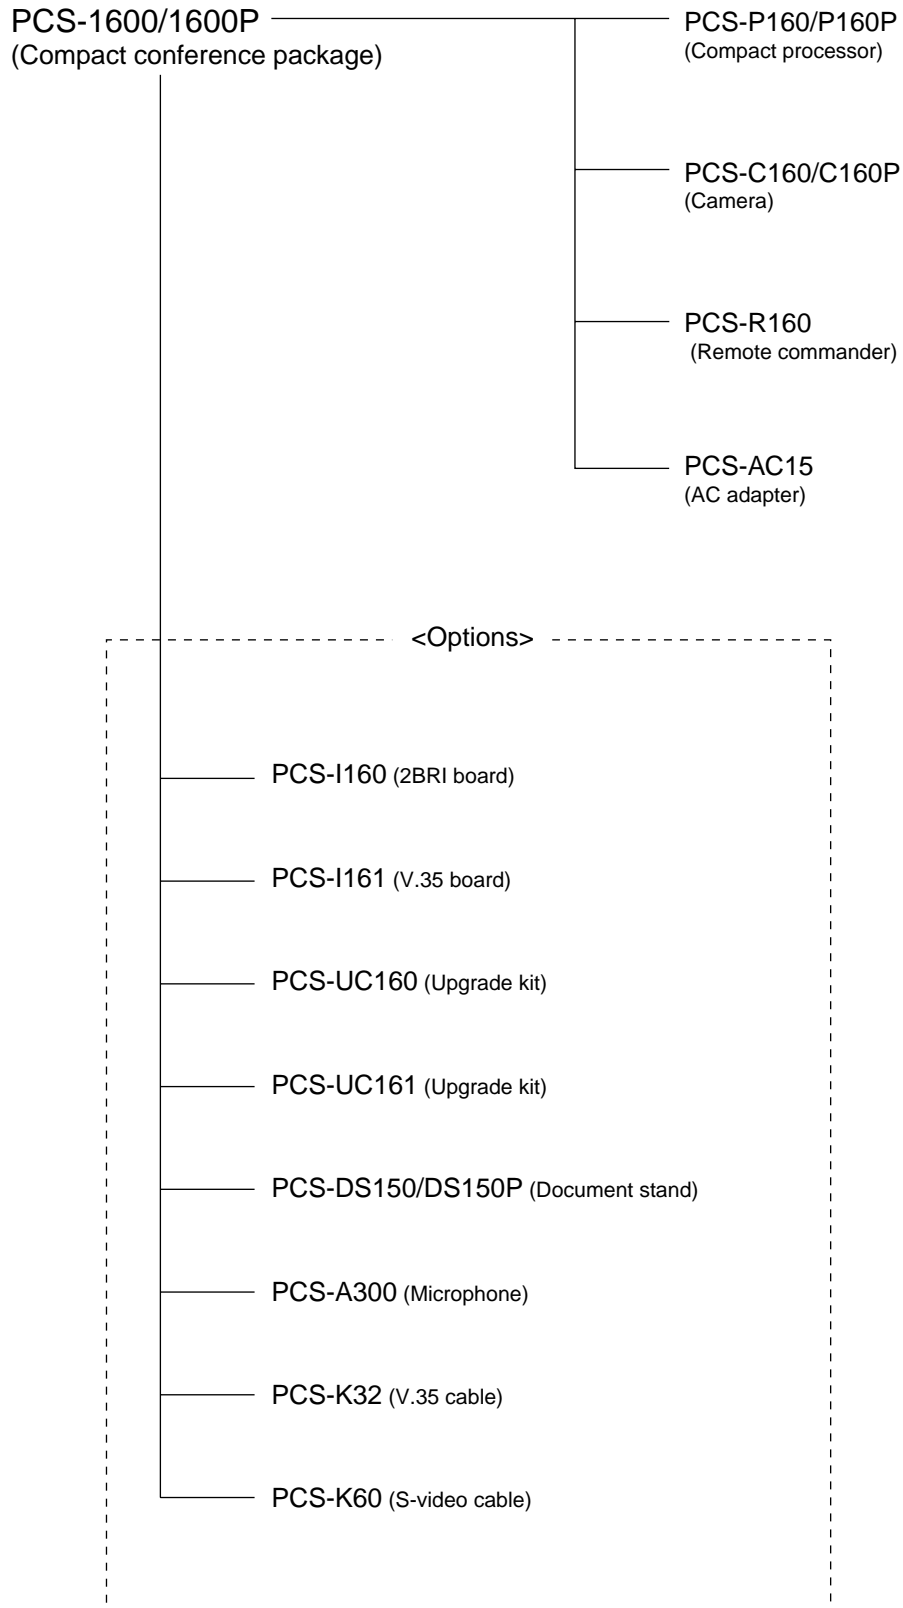 PCS-1600/1600P
(Compact conference package)
PCS-P160/P160P
(Compact processor)
PCS-C160/C160P
(Camera)
PCS-R160
(Remote commander)
PCS-AC15
(AC adapter)
<Options>
PCS-I160 (2BRI board)
PCS-I161 (V.35 board)
PCS-UC160 (Upgrade kit)
PCS-UC161 (Upgrade kit)
PCS-DS150/DS150P (Document stand)
PCS-A300 (Microphone)
PCS-K32 (V.35 cable)
PCS-K60 (S-video cable)